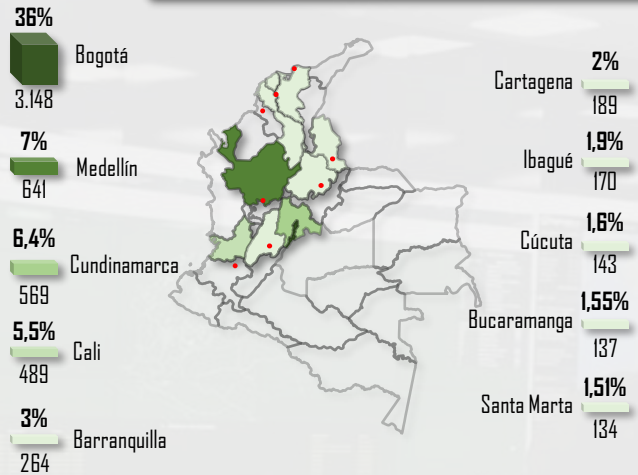 36%
Bogotá
3.148
7%
Medellín
641
6,4%
Cundinamarca
569
5,5%
Cali
489
3%
Barranquilla
264
2%
Cartagena
189
1,9%
Ibagué
170
1,6%
Cúcuta
143
1,55%
Bucaramanga
137
1,51%
Santa Marta
134